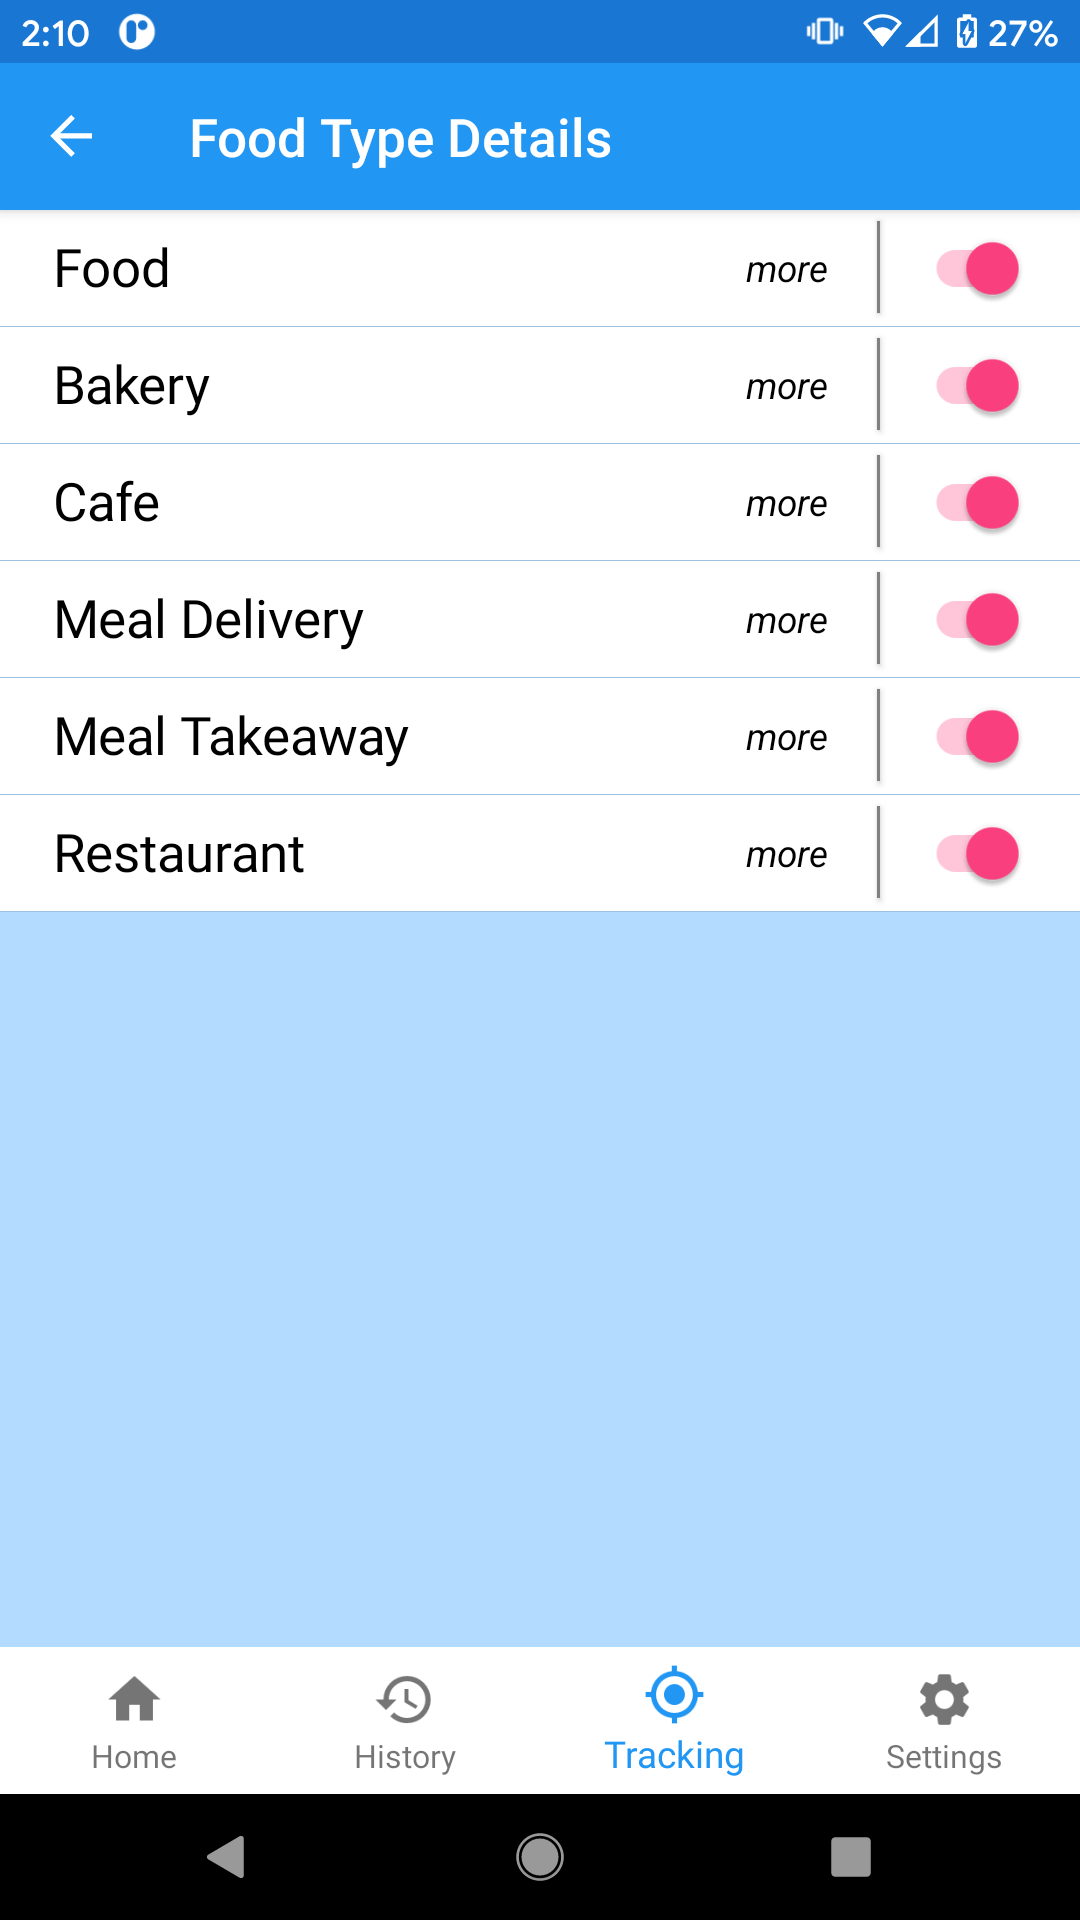 2:10 27%
Food Type Details
Food more
Bakery more
Cafe more
Meal Delivery more
Meal Takeaway more
Restaurant more
Home History Tracking Settings